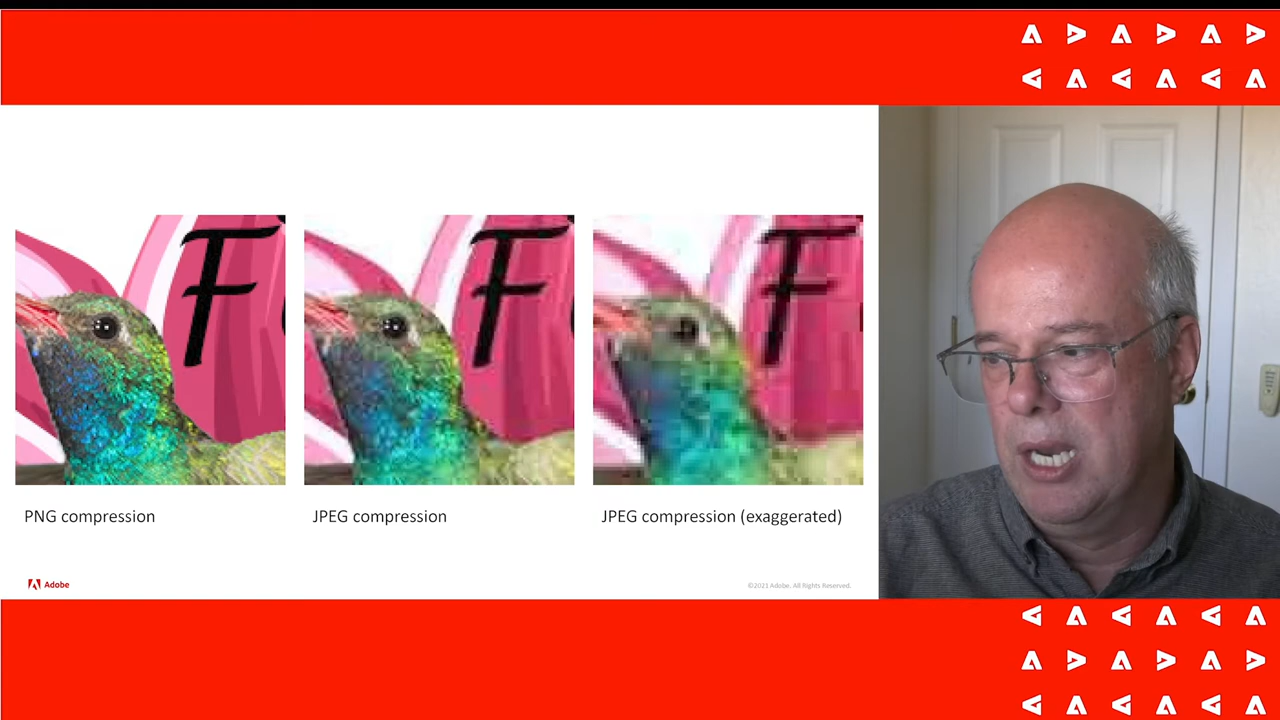 F
F
F
PNG compression
JPEG compression
JPEG compression (exaggerated)
Adobe
©2021 Adobe. All Rights Reserved.